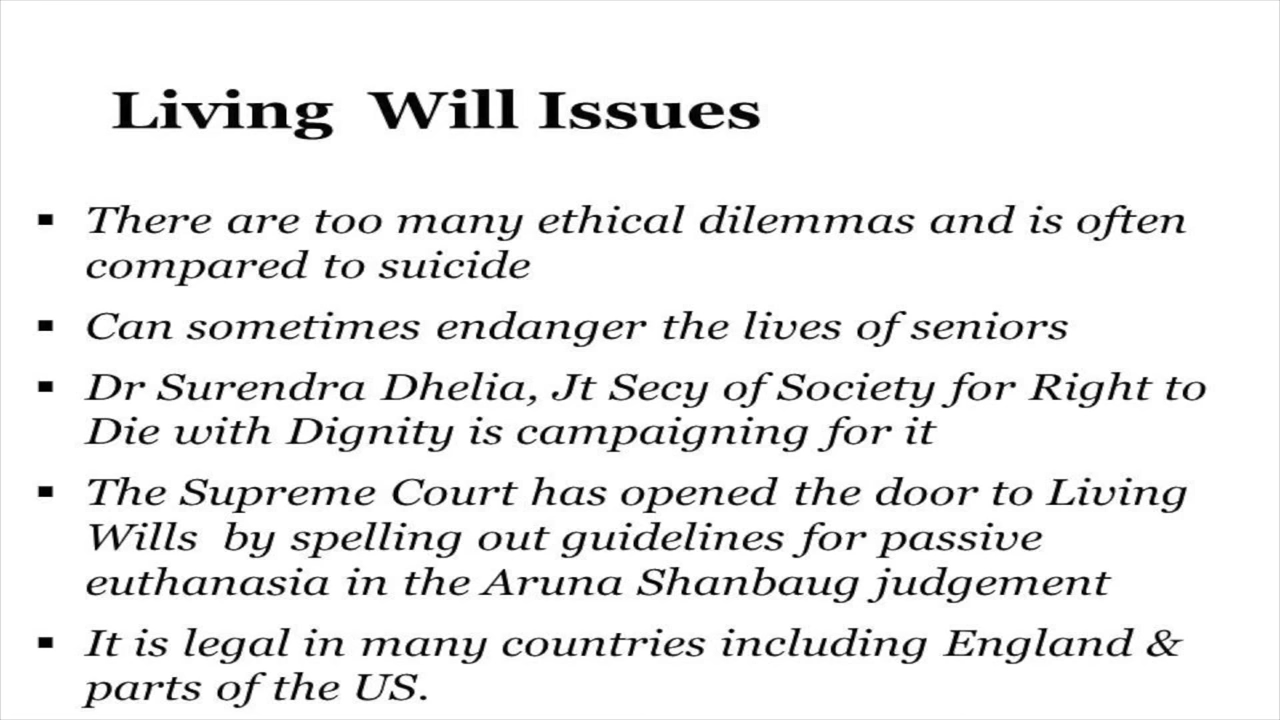 Living Will Issues
▪ There are too many ethical dilemmas and is often
compared to suicide
▪ Can sometimes endanger the lives of seniors
▪ Dr Surendra Dhelia, Jt Secy of Society for Right to
Die with Dignity is campaigning for it
▪ The Supreme Court has opened the door to Living
Wills by spelling out guidelines for passive
euthanasia in the Aruna Shanbaug judgement
▪ It is legal in many countries including England &
parts of the US.